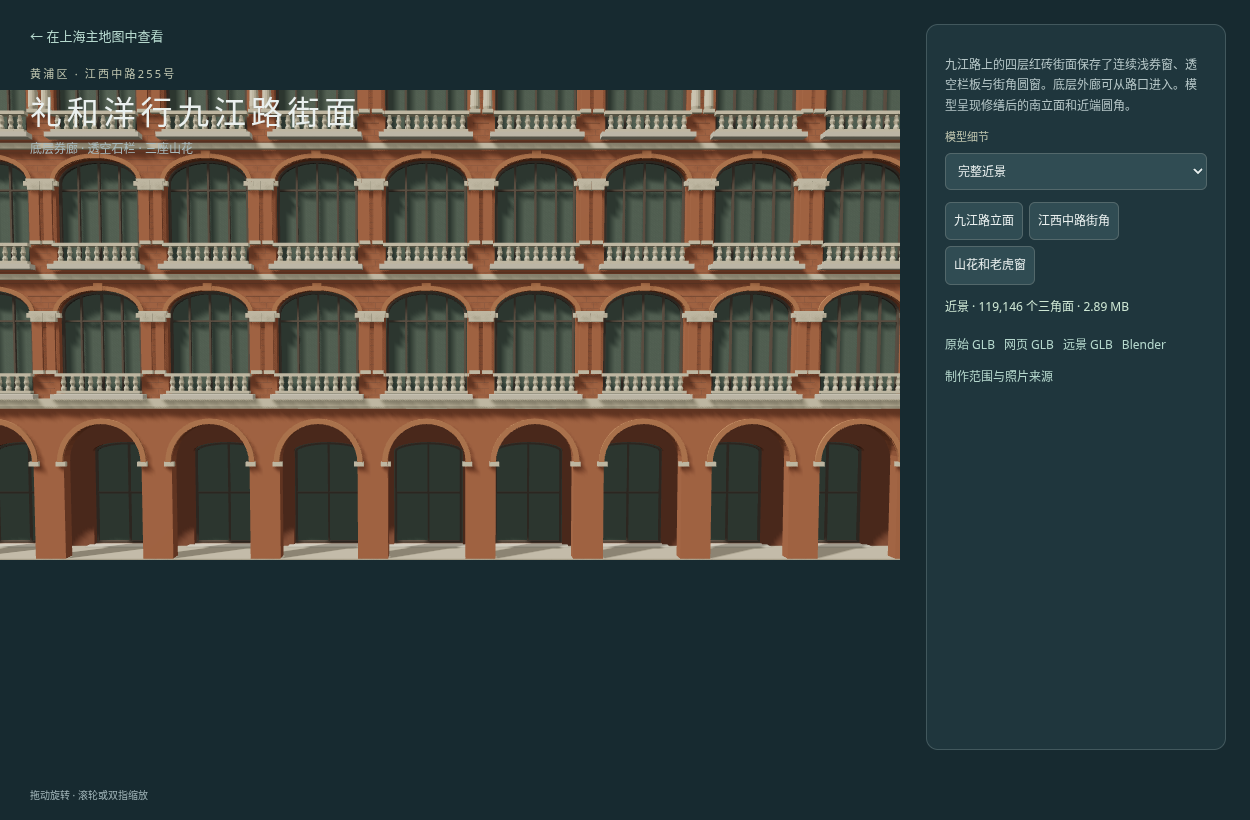 ← 在上海主地图中查看
黄浦区 · 江西中路255号
礼和洋行九江路街面
底层券廊 · 透空石栏 · 三座山花
九江路上的四层红砖街面保存了连续浅券窗、透
空栏板与街角圆窗。底层外廊可从路口进入。模
型呈现修缮后的南立面和近端圆角。
模型细节
完整近景
九江路立面 江西中路街角
山花和老虎窗
近景 · 119,146 个三角面 · 2.89 MB
原始 GLB 网页 GLB 远景 GLB Blender
制作范围与照片来源
拖动旋转 · 滚轮或双指缩放